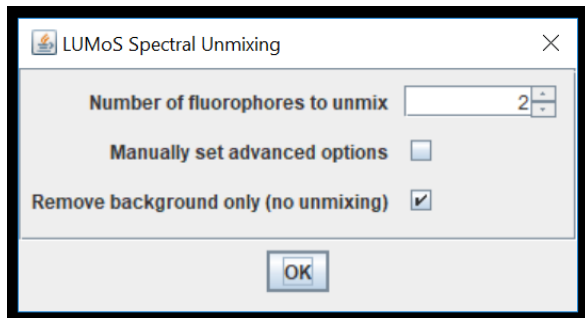 LUMoS Spectral Unmixing
Number of fluorophores to unmix 2
Manually set advanced options
Remove background only (no unmixing)
OK